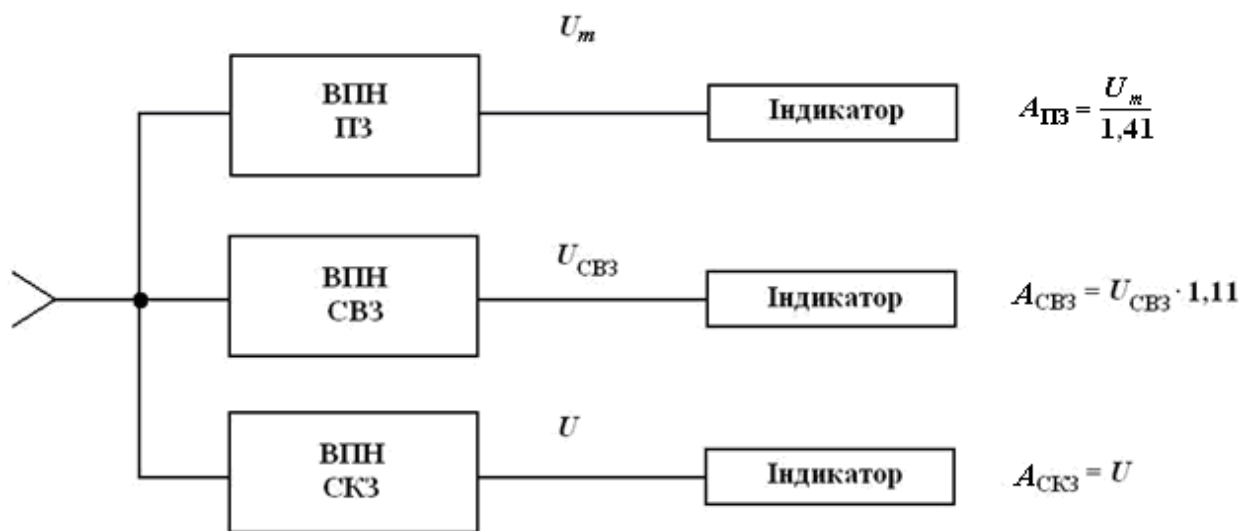 U_m
ВПН
ПЗ
Індикатор
A_ПЗ = U_m / 1,41
ВПН
СВЗ
U_СВЗ
Індикатор
A_СВЗ = U_СВЗ · 1,11
ВПН
СКЗ
U
Індикатор
A_СКЗ = U